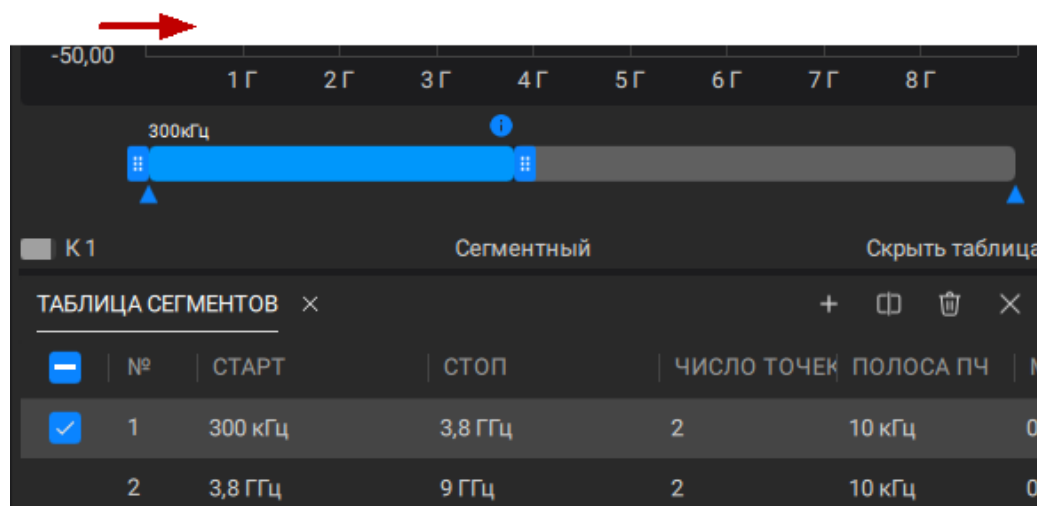 -50,00
1 Г 2 Г 3 Г 4 Г 5 Г 6 Г 7 Г 8 Г
300кГц
К 1 Сегментный Скрыть таблица
ТАБЛИЦА СЕГМЕНТОВ
№ СТАРТ СТОП ЧИСЛО ТОЧЕК ПОЛОСА ПЧ
1 300 кГц 3,8 ГГц 2 10 кГц 0
2 3,8 ГГц 9 ГГц 2 10 кГц 0